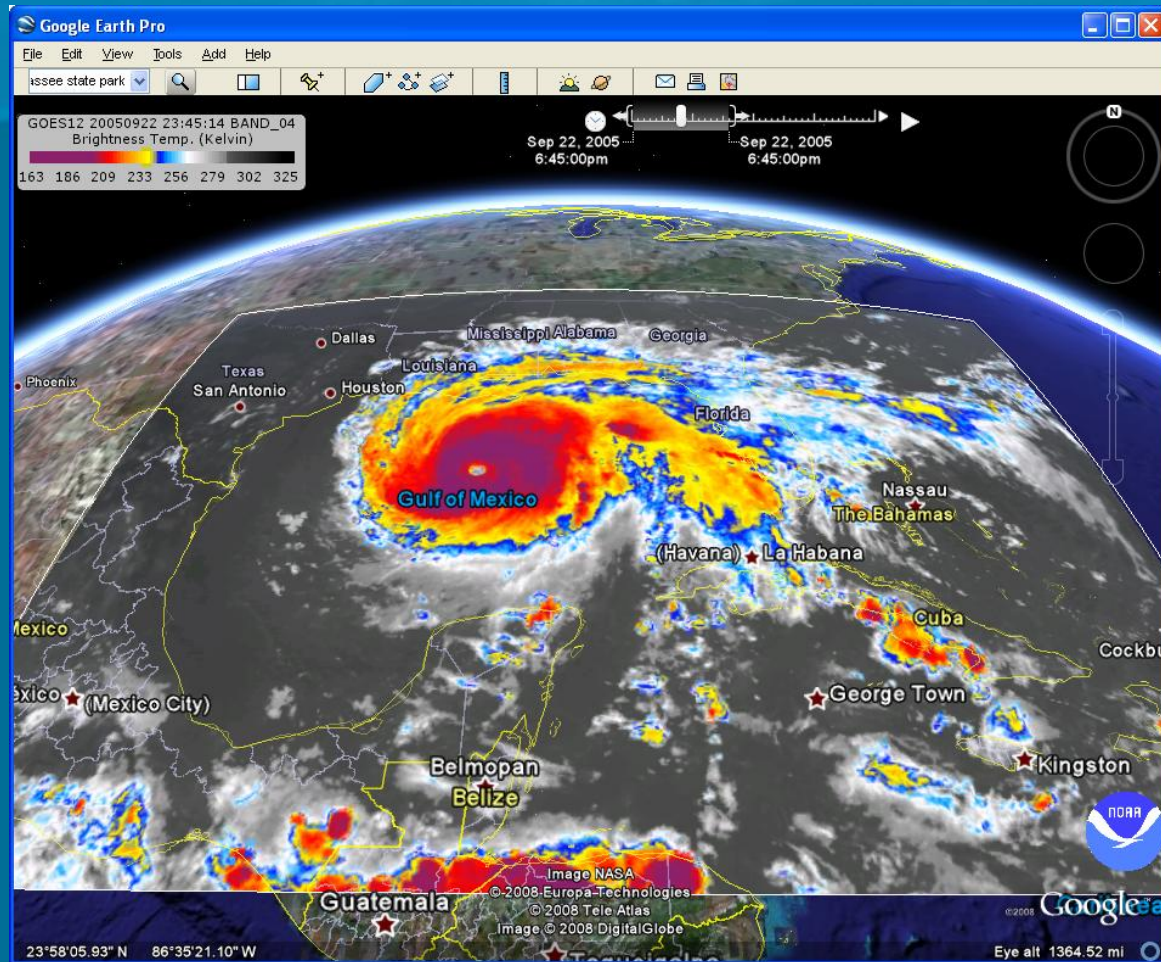 Google Earth Pro
File Edit View Tools Add Help
assee state park
GOES12 20050922 23:45:14 BAND_04
Brightness Temp. (Kelvin)
163 186 209 233 256 279 302 325
Sep 22, 2005
6:45:00pm
Sep 22, 2005
6:45:00pm
N
Dallas
Mississippi
Alabama
Georgia
Louisiana
Phoenix
Texas
San Antonio
Houston
Florida
Gulf of Mexico
Nassau
The Bahamas
(Havana)
La Habana
Cuba
Mexico
Cockbu
éxico
(Mexico City)
George Town
Belmopan
Belize
Kingston
NOAA
Image NASA
© 2008 Europa Technologies
© 2008 Tele Atlas
Image © 2008 DigitalGlobe
Guatemala
©2008 Google
Tegucigalpa
23°58'05.93" N 86°35'21.10" W
Eye alt 1364.52 mi